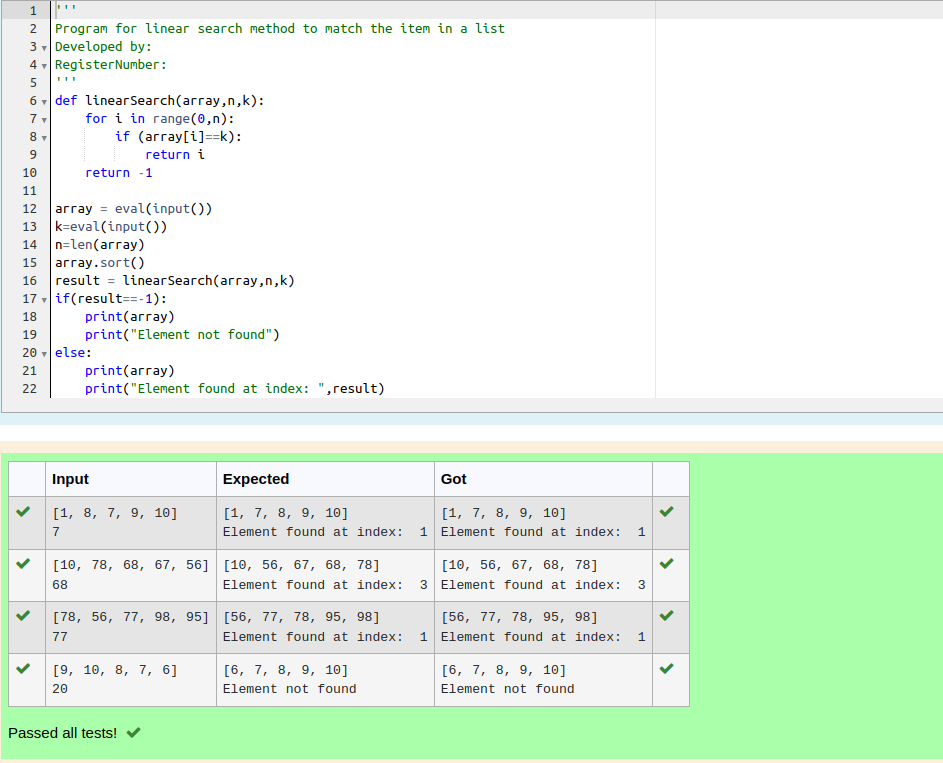 1 '''
2 Program for linear search method to match the item in a list
3 Developed by:
4 RegisterNumber:
5 '''
6 def linearSearch(array,n,k):
7     for i in range(0,n):
8         if (array[i]==k):
9             return i
10     return -1
11
12 array = eval(input())
13 k=eval(input())
14 n=len(array)
15 array.sort()
16 result = linearSearch(array,n,k)
17 if(result==-1):
18     print(array)
19     print("Element not found")
20 else:
21     print(array)
22     print("Element found at index: ",result)
Input Expected Got
[1, 8, 7, 9, 10] [1, 7, 8, 9, 10] [1, 7, 8, 9, 10]
7 Element found at index:  1 Element found at index:  1
[10, 78, 68, 67, 56] [10, 56, 67, 68, 78] [10, 56, 67, 68, 78]
68 Element found at index:  3 Element found at index:  3
[78, 56, 77, 98, 95] [56, 77, 78, 95, 98] [56, 77, 78, 95, 98]
77 Element found at index:  1 Element found at index:  1
[9, 10, 8, 7, 6] [6, 7, 8, 9, 10] [6, 7, 8, 9, 10]
20 Element not found Element not found
Passed all tests!